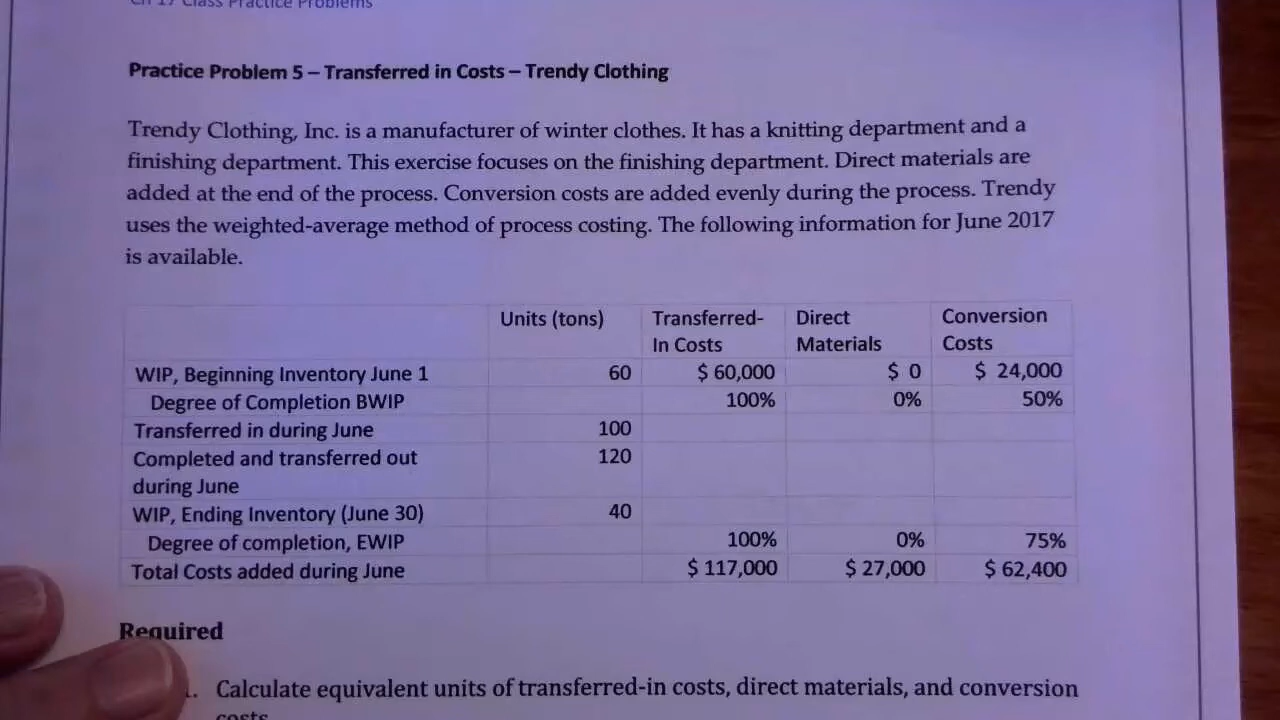 Ch 17 Class Practice Problems
Practice Problem 5 – Transferred in Costs – Trendy Clothing
Trendy Clothing, Inc. is a manufacturer of winter clothes. It has a knitting department and a
finishing department. This exercise focuses on the finishing department. Direct materials are
added at the end of the process. Conversion costs are added evenly during the process. Trendy
uses the weighted-average method of process costing. The following information for June 2017
is available.
Units (tons) Transferred- Direct Conversion
In Costs Materials Costs
WIP, Beginning Inventory June 1 60 $ 60,000 $ 0 $ 24,000
Degree of Completion BWIP 100% 0% 50%
Transferred in during June 100
Completed and transferred out 120
during June
WIP, Ending Inventory (June 30) 40
Degree of completion, EWIP 100% 0% 75%
Total Costs added during June $ 117,000 $ 27,000 $ 62,400
Required
. Calculate equivalent units of transferred-in costs, direct materials, and conversion
costs